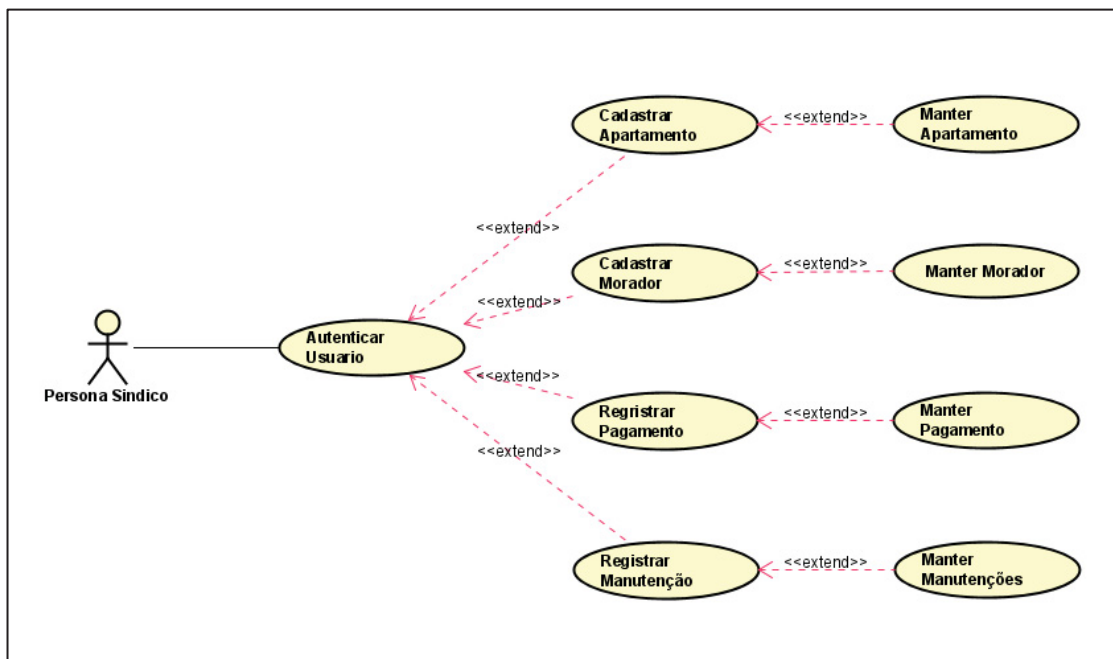 Cadastrar
Apartamento
<<extend>>
Manter
Apartamento
<<extend>>
Cadastrar
Morador
<<extend>>
Manter Morador
<<extend>>
Autenticar
Usuario
Persona Sindico
<<extend>>
Regristrar
Pagamento
<<extend>>
Manter
Pagamento
<<extend>>
Registrar
Manutenção
<<extend>>
Manter
Manutenções